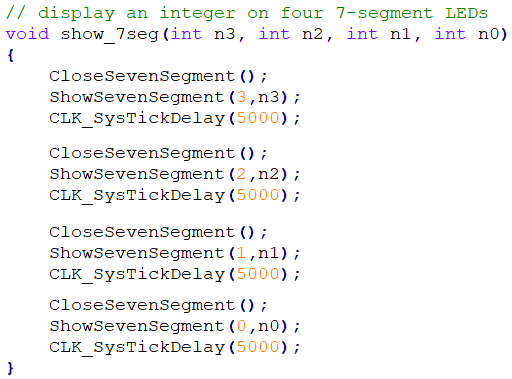 // display an integer on four 7-segment LEDs
void show_7seg(int n3, int n2, int n1, int n0)
{
    CloseSevenSegment();
    ShowSevenSegment(3,n3);
    CLK_SysTickDelay(5000);
    CloseSevenSegment();
    ShowSevenSegment(2,n2);
    CLK_SysTickDelay(5000);
    CloseSevenSegment();
    ShowSevenSegment(1,n1);
    CLK_SysTickDelay(5000);
    CloseSevenSegment();
    ShowSevenSegment(0,n0);
    CLK_SysTickDelay(5000);
}